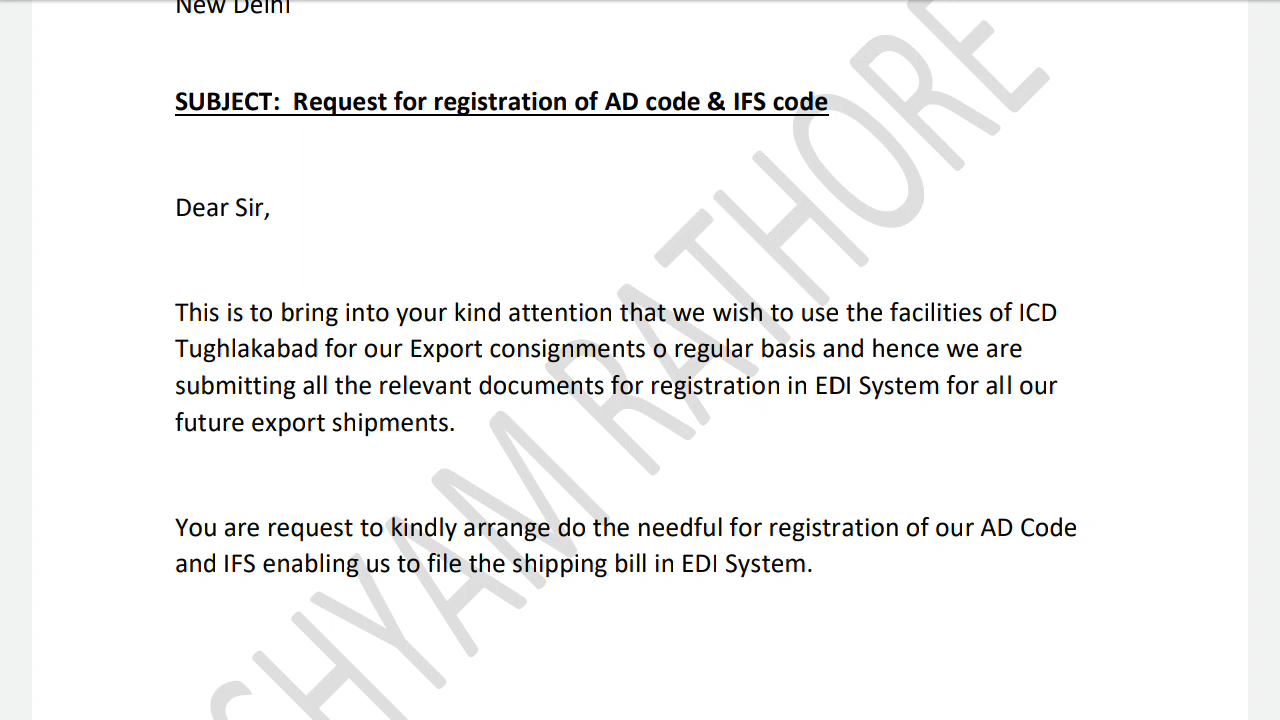 New Delhi
SUBJECT: Request for registration of AD code & IFS code
Dear Sir,
This is to bring into your kind attention that we wish to use the facilities of ICD
Tughlakabad for our Export consignments o regular basis and hence we are
submitting all the relevant documents for registration in EDI System for all our
future export shipments.
You are request to kindly arrange do the needful for registration of our AD Code
and IFS enabling us to file the shipping bill in EDI System.
SHYAM RATHORE